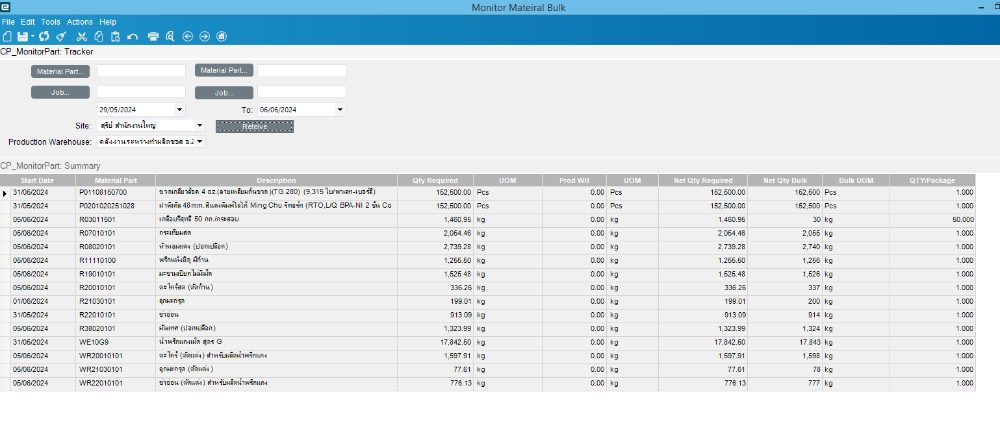 Monitor Mateiral Bulk
File Edit Tools Actions Help
CP_MonitorPart: Tracker
Material Part... Material Part...
Job... Job...
29/05/2024 To: 06/06/2024
Site: สุรีย์ สำนักงานใหญ่ Reteive
Production Warehouse: คลังงานระหว่างทำผลิตซอส อ.2
CP_MonitorPart: Summary
Start Date Material Part Description Qty Required UOM Prod WH UOM Net Qty Required Net Qty Bulk Bulk UOM QTY/Package
31/05/2024 P01108150700 ขวดเกลียวล็อค 4 oz.(ลายเหลี่ยมก้นขวด)(TG.280) (9,315 ใบ/พาเลท-เบอร์ลี่) 152,500.00 Pcs 0.00 Pcs 152,500.00 152,500 Pcs 1.000
31/05/2024 P0201020251028 ฝาพีเคิล 48mm.สีแดงพิมพ์โลโก้ Ming Chu รีทอร์ท (RTO,L/Q BPA-NI 2 ชั้น Co 152,500.00 Pcs 0.00 Pcs 152,500.00 152,500 Pcs 1.000
05/06/2024 R03011501 เกลือบริสุทธิ์ 50 กก./กระสอบ 1,460.95 kg 0.00 kg 1,460.95 30 kg 50.000
05/06/2024 R07010101 กระเทียมสด 2,054.46 kg 0.00 kg 2,054.46 2,055 kg 1.000
05/06/2024 R08020101 หัวหอมแดง (ปอกเปลือก) 2,739.28 kg 0.00 kg 2,739.28 2,740 kg 1.000
05/06/2024 R11110100 พริกแห้งยีตุ มีก้าน 1,255.50 kg 0.00 kg 1,255.50 1,256 kg 1.000
05/06/2024 R19010101 มะขามเปียกไม่มีเม็ด 1,525.48 kg 0.00 kg 1,525.48 1,526 kg 1.000
05/06/2024 R20010101 ตะไคร้สด (ตัดก้าน) 336.26 kg 0.00 kg 336.26 337 kg 1.000
01/06/2024 R21030101 ลูกมะกรูด 199.01 kg 0.00 kg 199.01 200 kg 1.000
31/05/2024 R22010101 ข่าอ่อน 913.09 kg 0.00 kg 913.09 914 kg 1.000
05/06/2024 R38020101 มันเทศ (ปอกเปลือก) 1,323.99 kg 0.00 kg 1,323.99 1,324 kg 1.000
31/05/2024 WE10G9 น้ำพริกแกงเผ็ด สูตร G 17,842.50 kg 0.00 kg 17,842.50 17,843 kg 1.000
05/06/2024 WR20010101 ตะไคร้ (ตัดแต่ง) สำหรับผลิตน้ำพริกแกง 1,597.91 kg 0.00 kg 1,597.91 1,598 kg 1.000
05/06/2024 WR21030101 ลูกมะกรูด (ตัดแต่ง) 77.61 kg 0.00 kg 77.61 78 kg 1.000
05/06/2024 WR22010101 ข่าอ่อน (ตัดแต่ง) สำหรับผลิตน้ำพริกแกง 776.13 kg 0.00 kg 776.13 777 kg 1.000